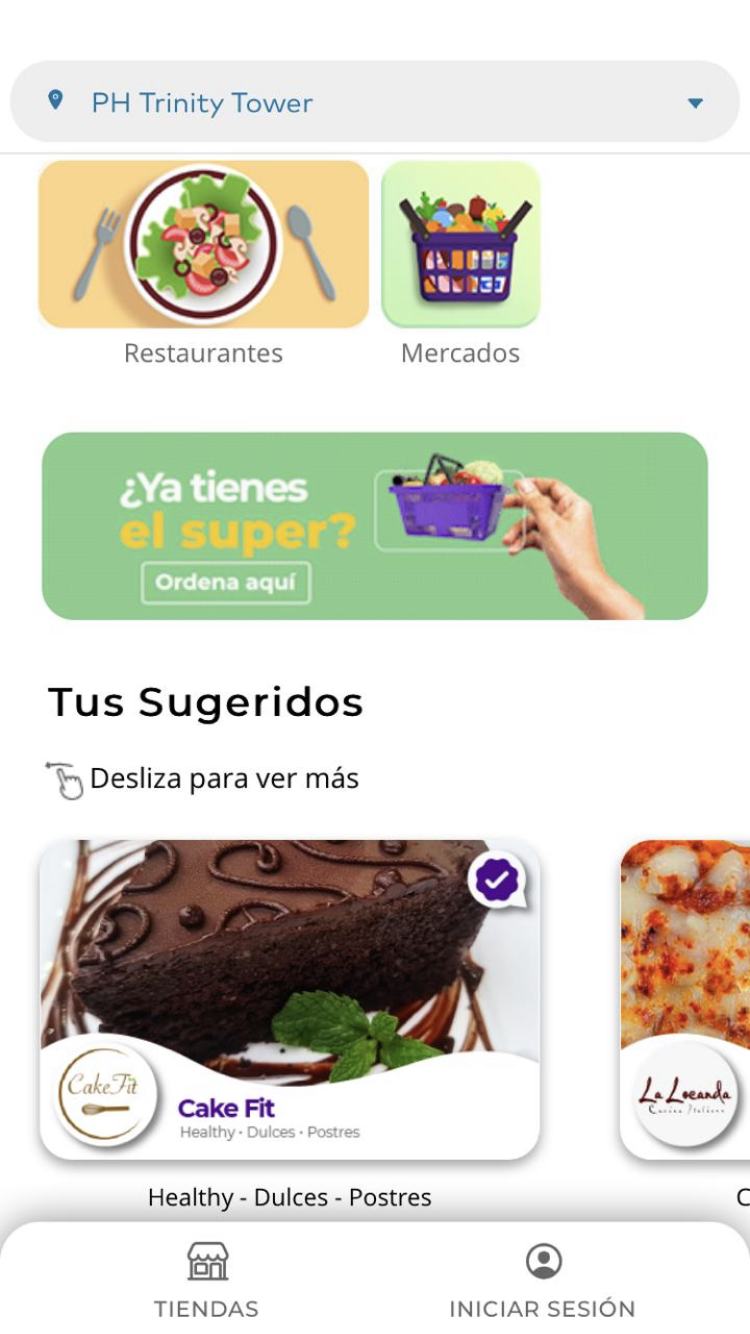 PH Trinity Tower
Restaurantes
Mercados
¿Ya tienes
el super?
Ordena aquí
Tus Sugeridos
Desliza para ver más
CakeFit
Cake Fit
Healthy · Dulces · Postres
La Locanda
Cucina Italiana
Healthy - Dulces - Postres
C
TIENDAS
INICIAR SESIÓN